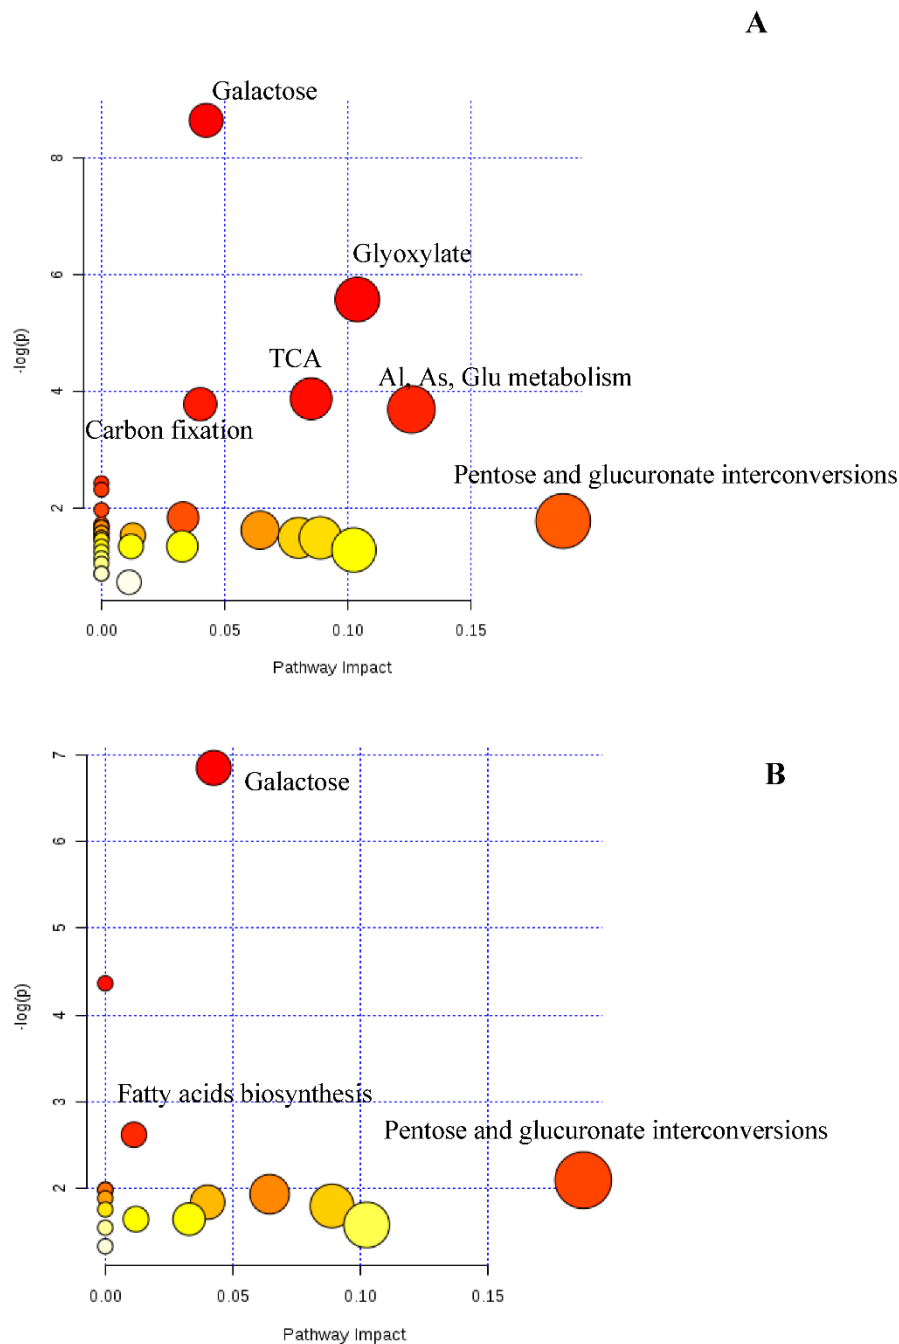 A
Galactose
8
Glyoxylate
6
-log(p)
TCA
Al, As, Glu metabolism
4
Carbon fixation
Pentose and glucuronate interconversions
2
0.00 0.05 0.10 0.15
Pathway Impact
7
B
Galactose
6
5
-log(p)
4
Fatty acids biosynthesis
3
Pentose and glucuronate interconversions
2
0.00 0.05 0.10 0.15
Pathway Impact